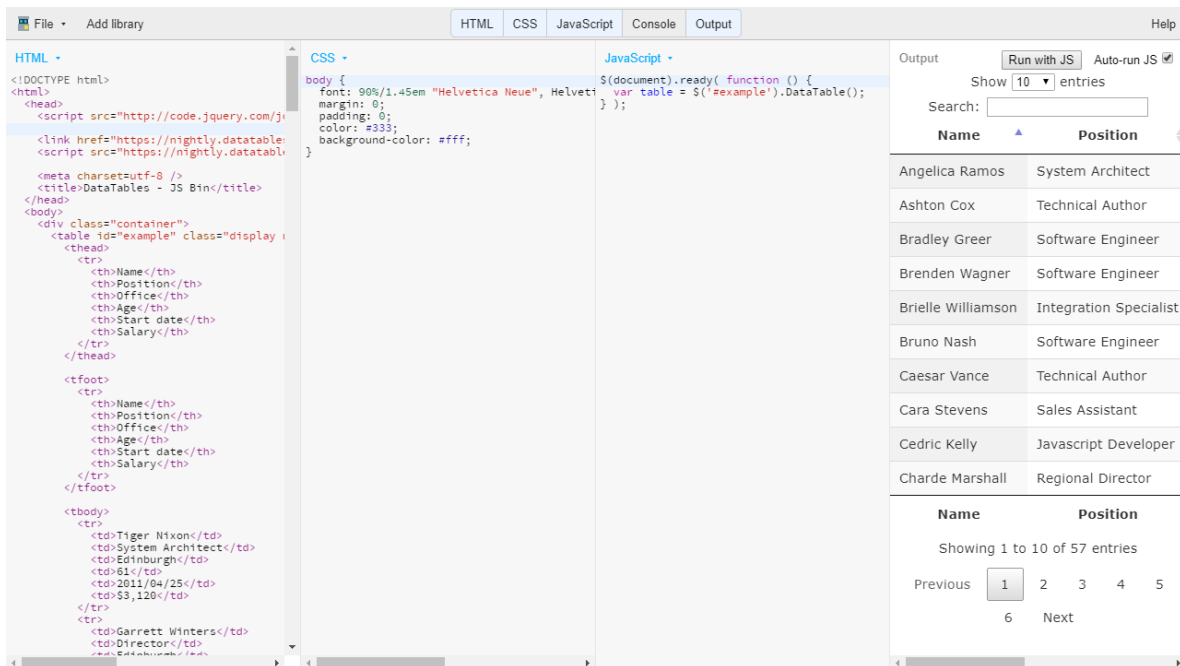 File Add library HTML CSS JavaScript Console Output Help
HTML
<!DOCTYPE html>
<html>
<head>
<script src="http://code.jquery.com/j
<link href="https://nightly.datatables
<script src="https://nightly.datatable
<meta charset=utf-8 />
<title>DataTables - JS Bin</title>
</head>
<body>
<div class="container">
<table id="example" class="display
<thead>
<tr>
<th>Name</th>
<th>Position</th>
<th>Office</th>
<th>Age</th>
<th>Start date</th>
<th>Salary</th>
</tr>
</thead>
<tfoot>
<tr>
<th>Name</th>
<th>Position</th>
<th>Office</th>
<th>Age</th>
<th>Start date</th>
<th>Salary</th>
</tr>
</tfoot>
<tbody>
<tr>
<td>Tiger Nixon</td>
<td>System Architect</td>
<td>Edinburgh</td>
<td>61</td>
<td>2011/04/25</td>
<td>$3,120</td>
</tr>
<tr>
<td>Garrett Winters</td>
<td>Director</td>
<td>Edinburgh</td>
CSS
body {
font: 90%/1.45em "Helvetica Neue", Helveti
margin: 0;
padding: 0;
color: #333;
background-color: #fff;
}
JavaScript
$(document).ready( function () {
var table = $('#example').DataTable();
} );
Output Run with JS Auto-run JS
Show 10 entries
Search:
Name Position
Angelica Ramos System Architect
Ashton Cox Technical Author
Bradley Greer Software Engineer
Brenden Wagner Software Engineer
Brielle Williamson Integration Specialist
Bruno Nash Software Engineer
Caesar Vance Technical Author
Cara Stevens Sales Assistant
Cedric Kelly Javascript Developer
Charde Marshall Regional Director
Name Position
Showing 1 to 10 of 57 entries
Previous 1 2 3 4 5
6 Next